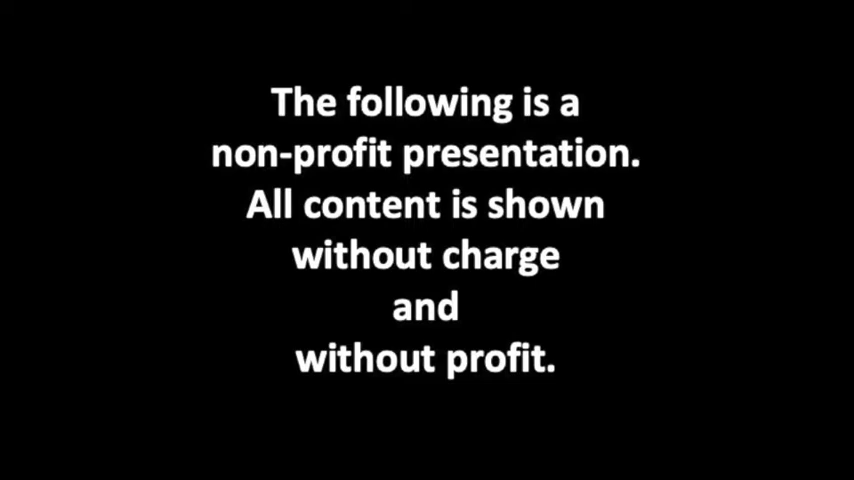 The following is a
non-profit presentation.
All content is shown
without charge
and
without profit.